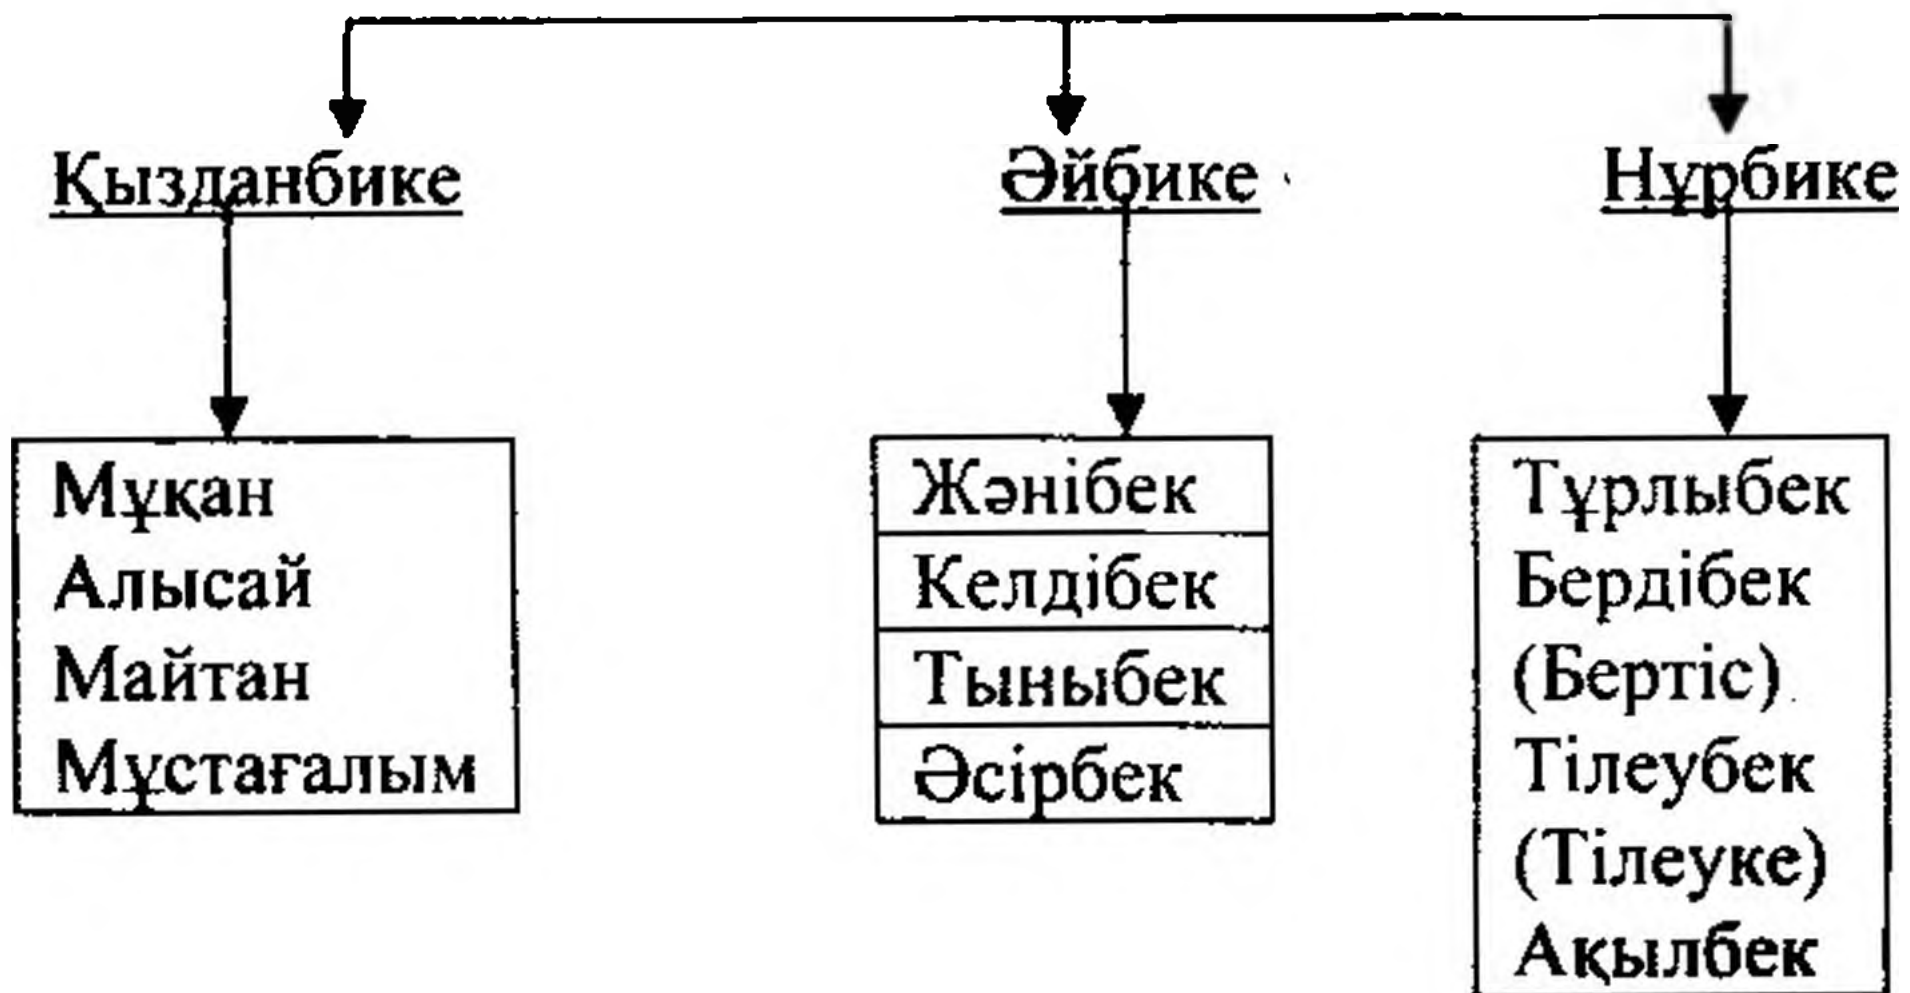 Қызданбике
Әйбике
Нұрбике
Мұқан
Алысай
Майтан
Мұстағалым
Жәнібек
Келдібек
Тыныбек
Әсірбек
Тұрлыбек
Бердібек
(Бертіс)
Тілеубек
(Тілеуке)
Ақылбек